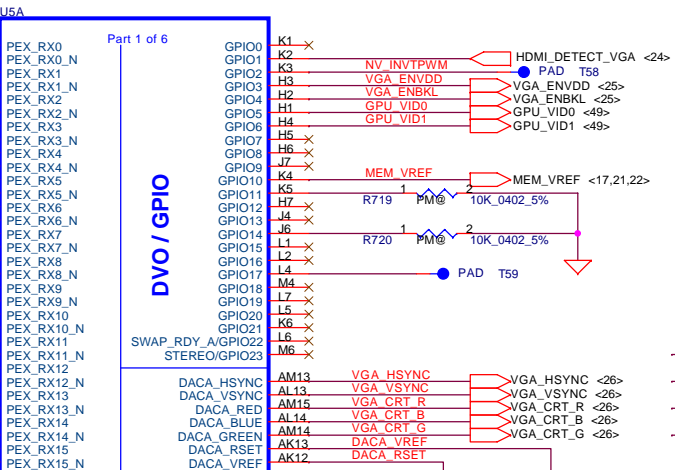 U5A
Part 1 of 6
PEX_RX0 GPIO0 K1
PEX_RX0_N GPIO1 K2 HDMI_DETECT_VGA <24>
PEX_RX1 GPIO2 K3 NV_INVTPWM PAD T58
PEX_RX1_N GPIO3 H3 VGA_ENVDD VGA_ENVDD <25>
PEX_RX2 GPIO4 H2 VGA_ENBKL VGA_ENBKL <25>
PEX_RX2_N GPIO5 H1 GPU_VID0 GPU_VID0 <49>
PEX_RX3 GPIO6 H4 GPU_VID1 GPU_VID1 <49>
PEX_RX3_N GPIO7 H5
PEX_RX4 GPIO8 H6
PEX_RX4_N GPIO9 J7
PEX_RX5 GPIO10 K4 MEM_VREF MEM_VREF <17,21,22>
PEX_RX5_N GPIO11 K5 R719 1 PM@ 2 10K_0402_5%
PEX_RX6 GPIO12 H7
PEX_RX6_N GPIO13 J4
PEX_RX7 GPIO14 J6 R720 1 PM@ 2 10K_0402_5%
PEX_RX7_N GPIO15 L1
PEX_RX8 GPIO16 L2
PEX_RX8_N GPIO17 L4 PAD T59
PEX_RX9 GPIO18 M4
PEX_RX9_N GPIO19 L7
PEX_RX10 GPIO20 L5
PEX_RX10_N GPIO21 K6
PEX_RX11 SWAP_RDY_A/GPIO22 L6
PEX_RX11_N STEREO/GPIO23 M6
DVO / GPIO
PEX_RX12
PEX_RX12_N DACA_HSYNC AM13 VGA_HSYNC VGA_HSYNC <26>
PEX_RX13 DACA_VSYNC AL13 VGA_VSYNC VGA_VSYNC <26>
PEX_RX13_N DACA_RED AM15 VGA_CRT_R VGA_CRT_R <26>
PEX_RX14 DACA_BLUE AL14 VGA_CRT_B VGA_CRT_B <26>
PEX_RX14_N DACA_GREEN AM14 VGA_CRT_G VGA_CRT_G <26>
PEX_RX15 DACA_RSET AK13 DACA_VREF
PEX_RX15_N DACA_VREF AK12 DACA_RSET